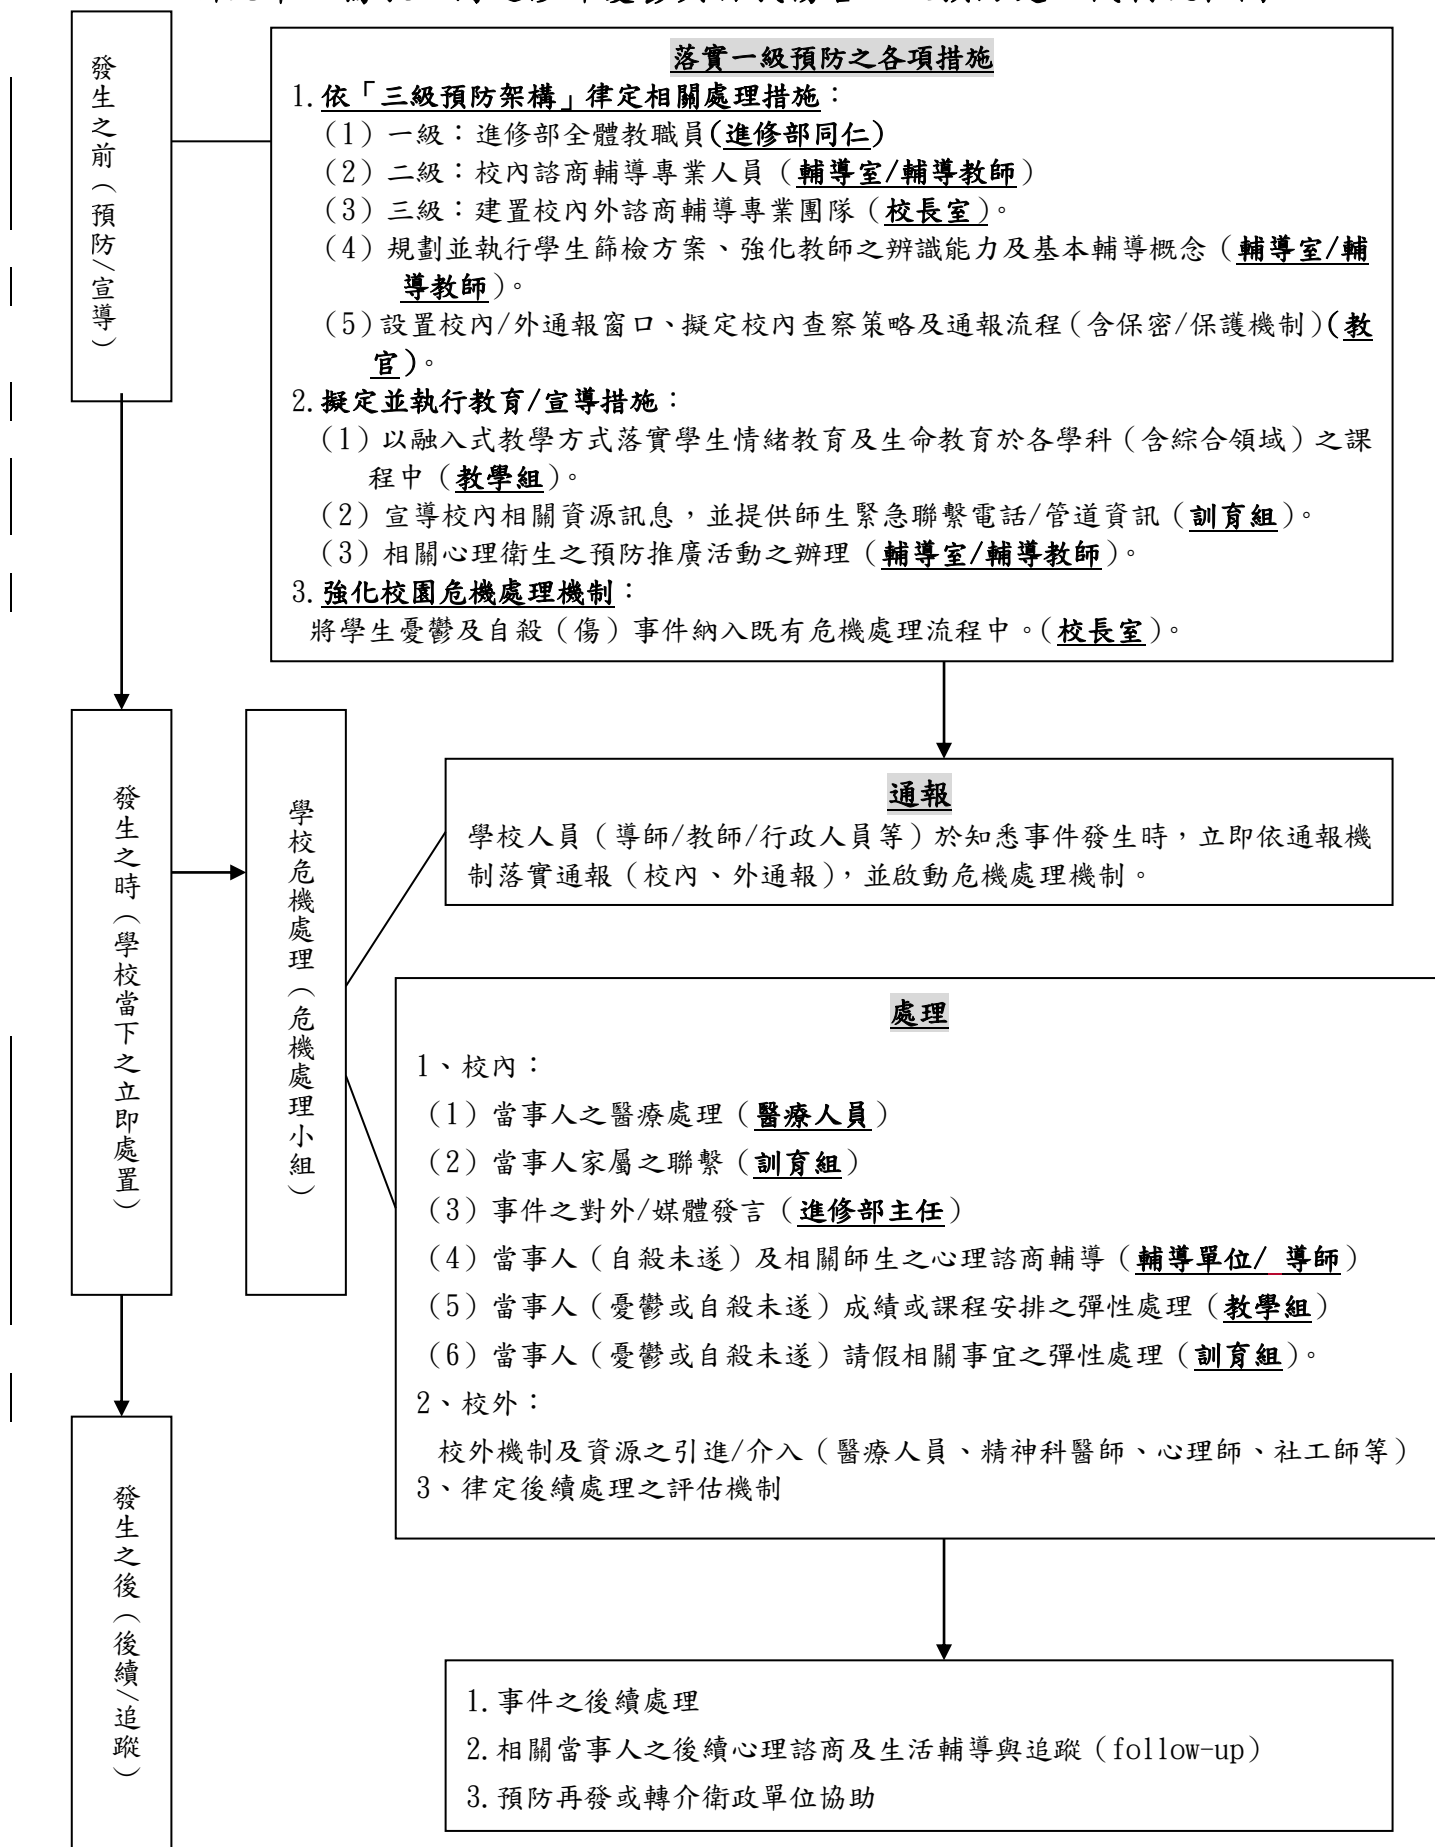 發生之前（預防/宣導）
落實一級預防之各項措施
1.依「三級預防架構」律定相關處理措施：
（1）一級：進修部全體教職員(進修部同仁)
（2）二級：校內諮商輔導專業人員（輔導室/輔導教師）
（3）三級：建置校內外諮商輔導專業團隊（校長室）。
（4）規劃並執行學生篩檢方案、強化教師之辨識能力及基本輔導概念（輔導室/輔
導教師）。
（5）設置校內/外通報窗口、擬定校內查察策略及通報流程(含保密/保護機制)(教
官)。
2.擬定並執行教育/宣導措施：
（1）以融入式教學方式落實學生情緒教育及生命教育於各學科（含綜合領域）之課
程中（教學組）。
（2）宣導校內相關資源訊息，並提供師生緊急聯繫電話/管道資訊（訓育組）。
（3）相關心理衛生之預防推廣活動之辦理（輔導室/輔導教師）。
3.強化校園危機處理機制：
將學生憂鬱及自殺（傷）事件納入既有危機處理流程中。（校長室）。
發生之時（學校當下之立即處置）
學校危機處理（危機處理小組）
通報
學校人員（導師/教師/行政人員等）於知悉事件發生時，立即依通報機
制落實通報（校內、外通報），並啟動危機處理機制。
處理
1、校內：
（1）當事人之醫療處理（醫療人員）
（2）當事人家屬之聯繫（訓育組）
（3）事件之對外/媒體發言（進修部主任）
（4）當事人（自殺未遂）及相關師生之心理諮商輔導（輔導單位/ 導師）
（5）當事人（憂鬱或自殺未遂）成績或課程安排之彈性處理（教學組）
（6）當事人（憂鬱或自殺未遂）請假相關事宜之彈性處理（訓育組）。
2、校外：
校外機制及資源之引進/介入（醫療人員、精神科醫師、心理師、社工師等）
3、律定後續處理之評估機制
發生之後（後續/追蹤）
1.事件之後續處理
2.相關當事人之後續心理諮商及生活輔導與追蹤（follow-up）
3.預防再發或轉介衛政單位協助